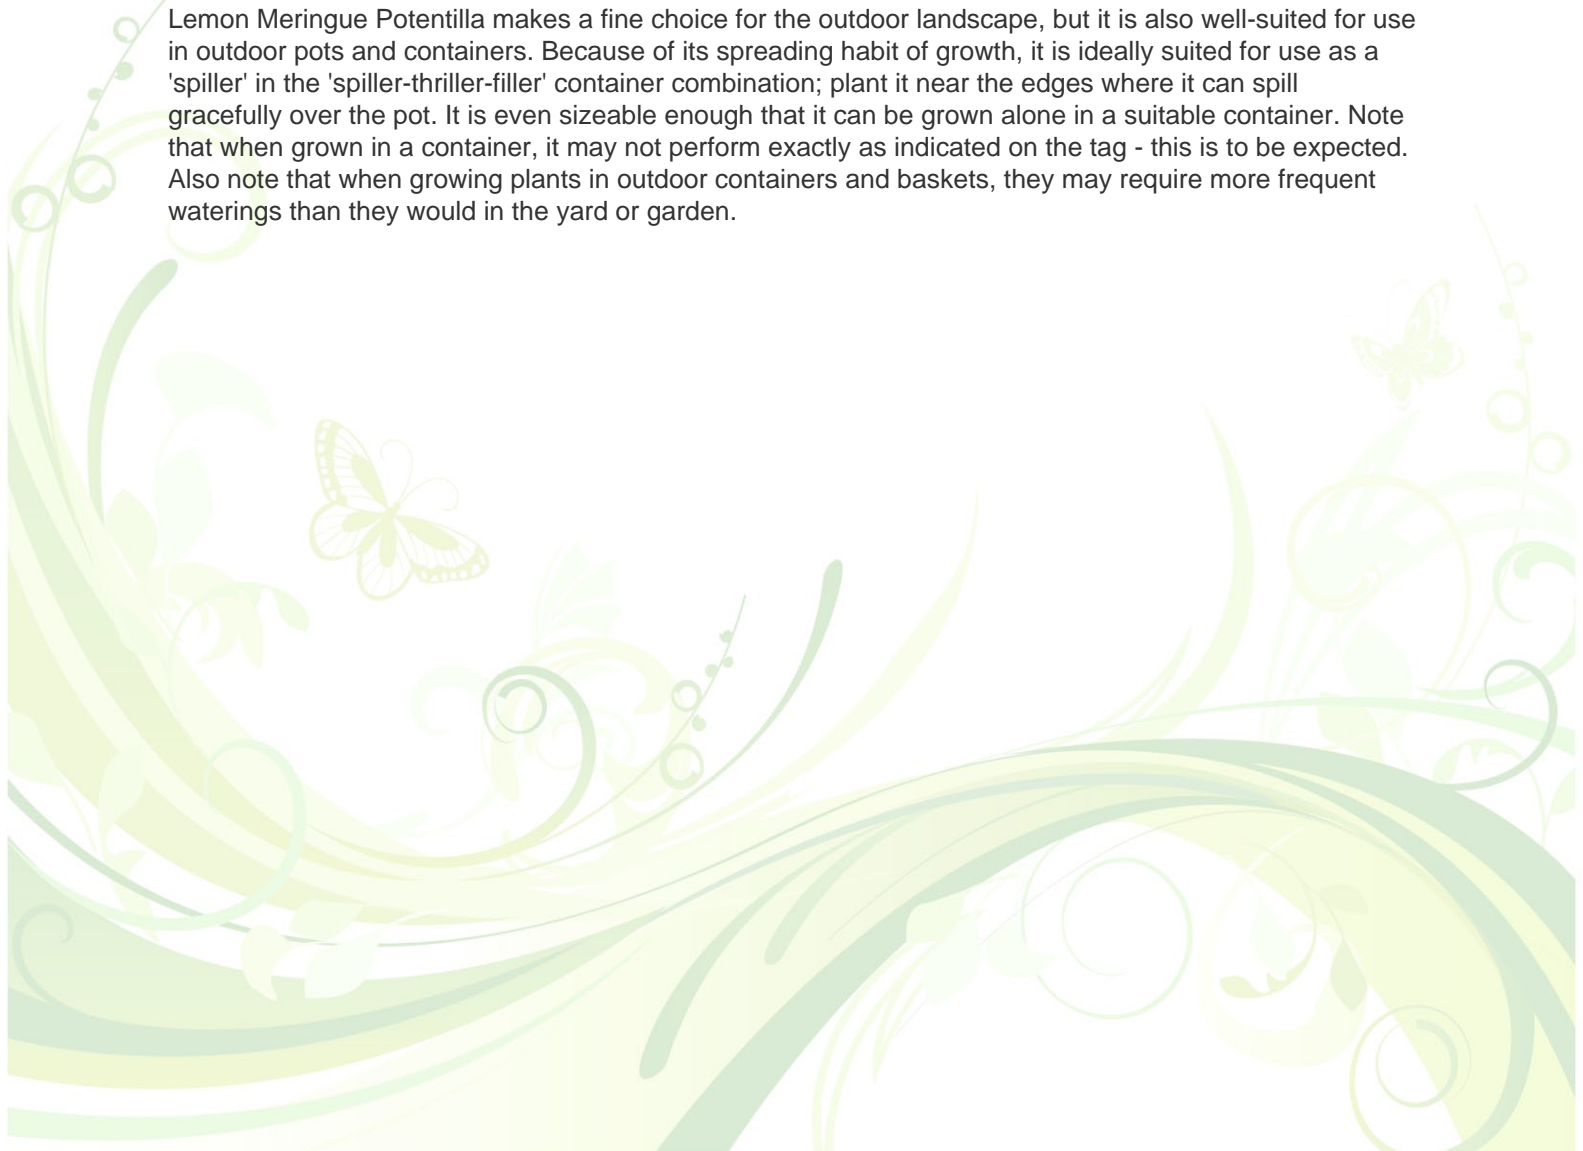 Lemon Meringue Potentilla makes a fine choice for the outdoor landscape, but it is also well-suited for use
in outdoor pots and containers. Because of its spreading habit of growth, it is ideally suited for use as a
'spiller' in the 'spiller-thriller-filler' container combination; plant it near the edges where it can spill
gracefully over the pot. It is even sizeable enough that it can be grown alone in a suitable container. Note
that when grown in a container, it may not perform exactly as indicated on the tag - this is to be expected.
Also note that when growing plants in outdoor containers and baskets, they may require more frequent
waterings than they would in the yard or garden.